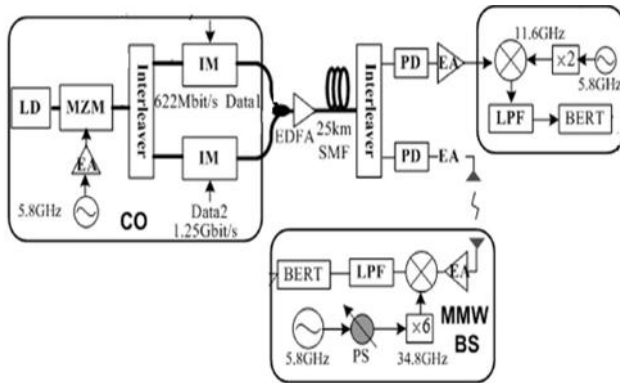 LD
MZM
EA
5.8GHz
CO
Interleaver
IM
622Mbit/s Data1
IM
Data2
1.25Gbit/s
EDFA
25km
SMF
Interleaver
PD
EA
PD
EA
11.6GHz
×2
5.8GHz
LPF
BERT
BERT
LPF
EA
5.8GHz
PS
×6
34.8GHz
MMW
BS